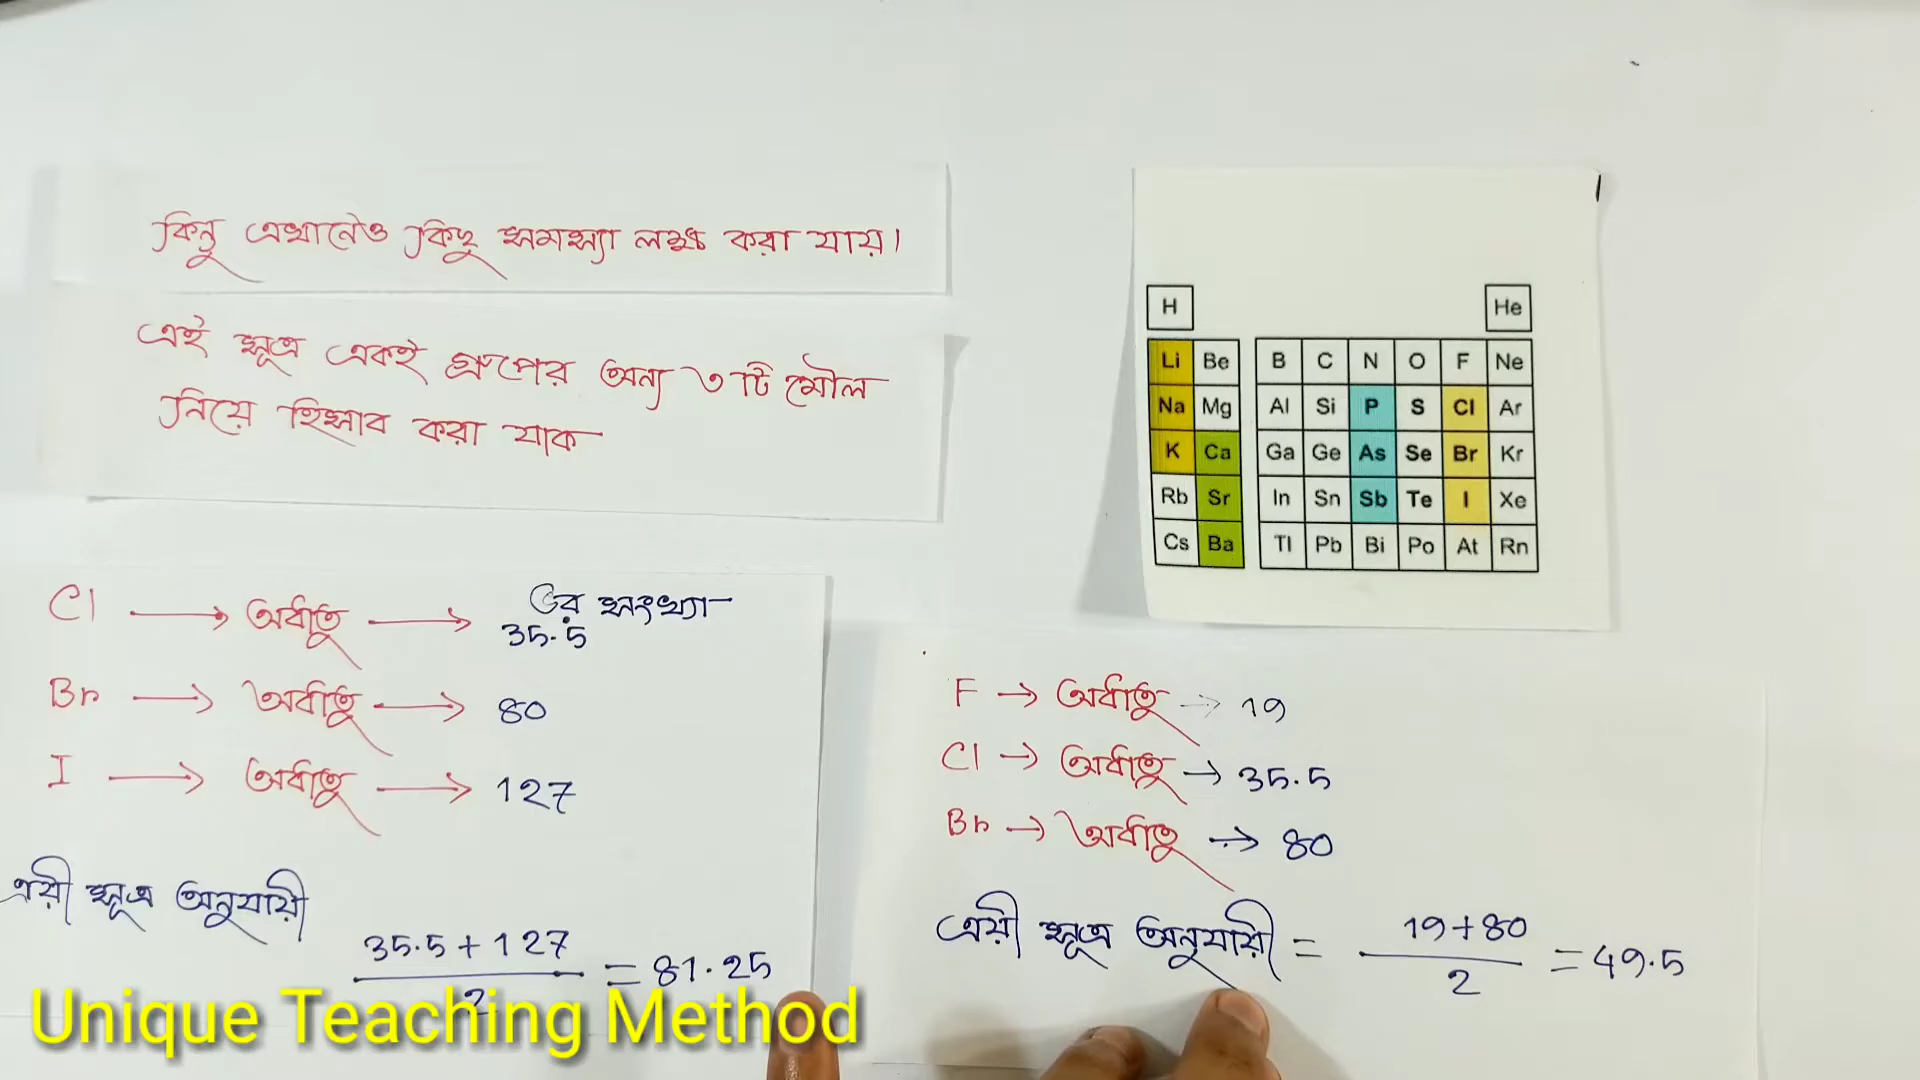 কিন্তু এখানেও কিছু সমস্যা লক্ষ্য করা যায়।
এই সূত্র একই গ্রুপের অন্য ৩ টি মৌল
নিয়ে হিসাব করা যাক
H He
Li Be B C N O F Ne
Na Mg Al Si P S Cl Ar
K Ca Ga Ge As Se Br Kr
Rb Sr In Sn Sb Te I Xe
Cs Ba Tl Pb Bi Po At Rn
ভর সংখ্যা
Cl → অধাতু → 35.5
Br → অধাতু → 80
I → অধাতু → 127
ত্রয়ী সূত্র অনুযায়ী
35.5 + 127 / 2 = 81.25
F → অধাতু → 19
Cl → অধাতু → 35.5
Br → অধাতু → 80
ত্রয়ী সূত্র অনুযায়ী = 19+80 / 2 = 49.5
Unique Teaching Method